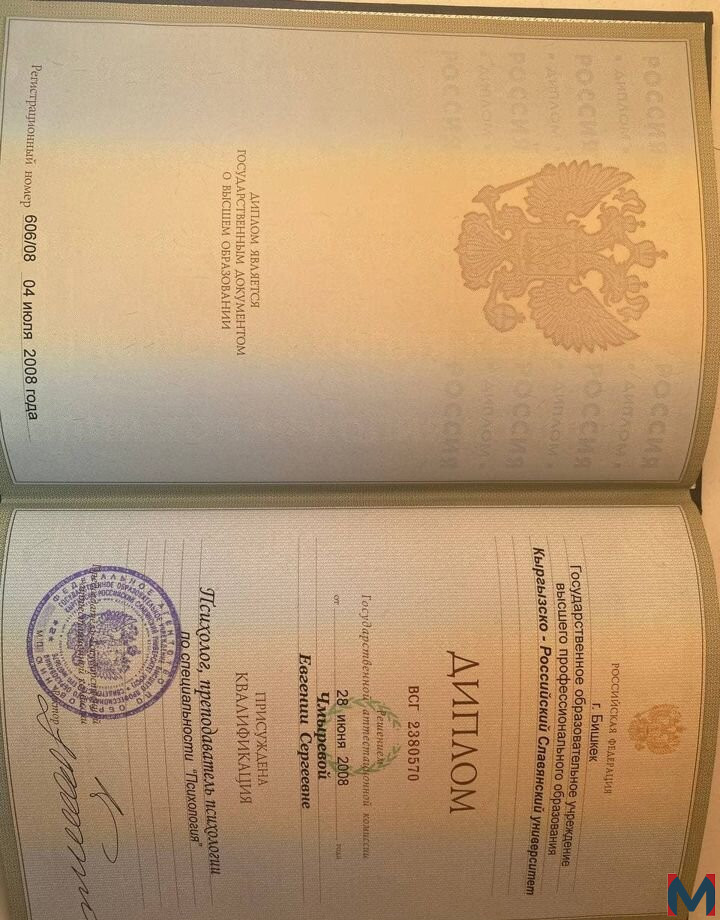 ДИПЛОМ ЯВЛЯЕТСЯ
ГОСУДАРСТВЕННЫМ ДОКУМЕНТОМ
О ВЫСШЕМ ОБРАЗОВАНИИ
Регистрационный номер 606/08 04 июля 2008 года
РОССИЙСКАЯ ФЕДЕРАЦИЯ
г. Бишкек
Государственное образовательное учреждение
высшего профессионального образования
Кыргызско - Российский Славянский университет
ДИПЛОМ
ВСГ 2380570
Решением
Государственной аттестационной комиссии
от 28 июня 2008 года
Чмыревой
Евгении Сергеевне
ПРИСУЖДЕНА
КВАЛИФИКАЦИЯ
Психолог, преподаватель психологии
по специальности "Психология"
М